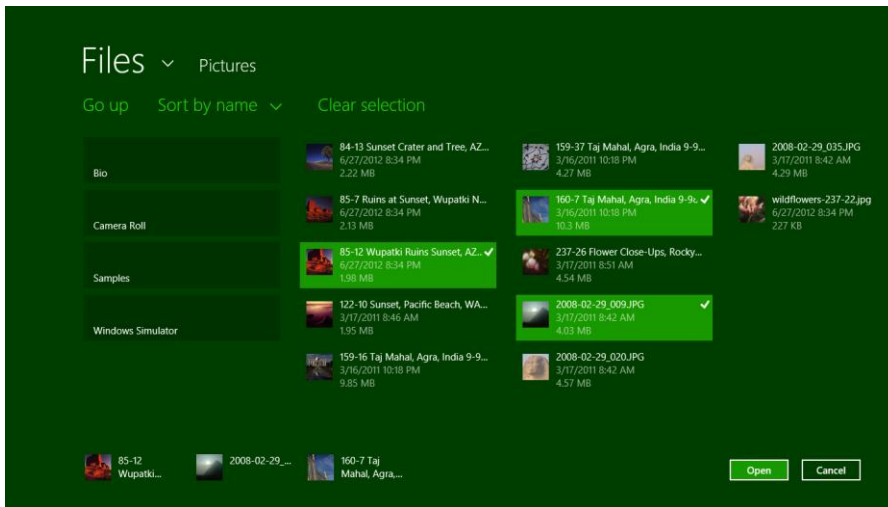 Files
Pictures
Go up
Sort by name
Clear selection
Bio
Camera Roll
Samples
Windows Simulator
84-13 Sunset Crater and Tree, AZ...
6/27/2012 8:34 PM
2.22 MB
85-7 Ruins at Sunset, Wupatki N...
6/27/2012 8:34 PM
2.13 MB
85-12 Wupatki Ruins Sunset, AZ..
6/27/2012 8:34 PM
1.98 MB
122-10 Sunset, Pacific Beach, WA...
3/17/2011 8:46 AM
1.95 MB
159-16 Taj Mahal, Agra, India 9-9...
3/16/2011 10:18 PM
9.85 MB
159-37 Taj Mahal, Agra, India 9-9...
3/16/2011 10:18 PM
4.27 MB
160-7 Taj Mahal, Agra, India 9-9
3/16/2011 10:18 PM
10.3 MB
237-26 Flower Close-Ups, Rocky...
3/17/2011 8:51 AM
4.54 MB
2008-02-29_009.JPG
3/17/2011 8:42 AM
4.03 MB
2008-02-29_020.JPG
3/17/2011 8:42 AM
4.57 MB
2008-02-29_035.JPG
3/17/2011 8:42 AM
4.29 MB
wildflowers-237-22.jpg
6/27/2012 8:34 PM
227 KB
85-12
Wupatki...
2008-02-29_...
160-7 Taj
Mahal, Agra,...
Open
Cancel